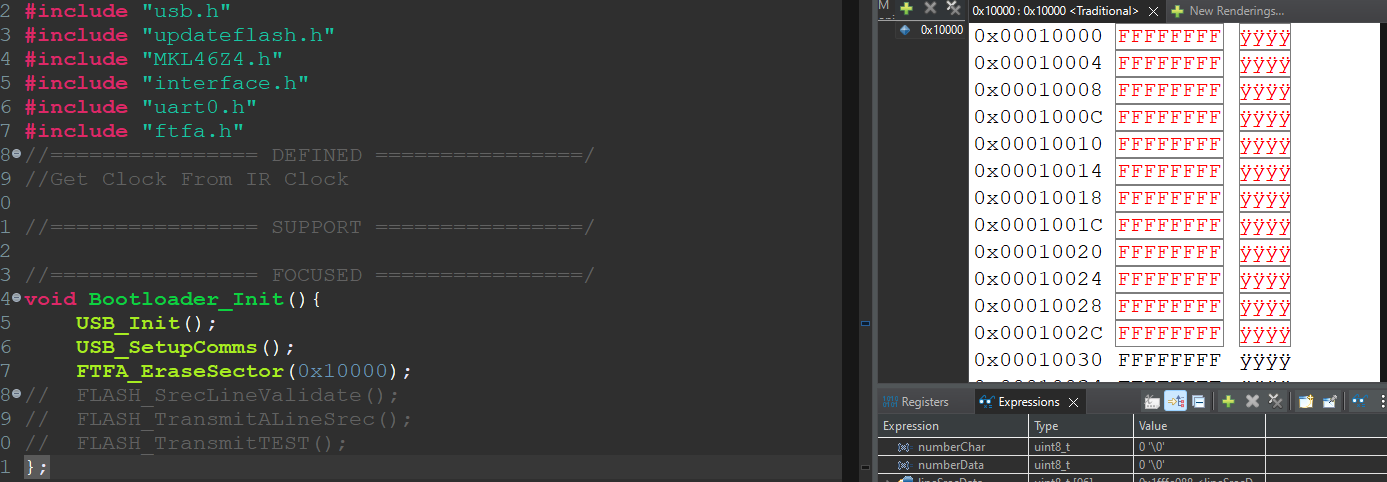 2 #include "usb.h"
3 #include "updateflash.h"
4 #include "MKL46Z4.h"
5 #include "interface.h"
6 #include "uart0.h"
7 #include "ftfa.h"
8 //================ DEFINED ================/
9 //Get Clock From IR Clock
0
1 //================ SUPPORT ================/
2
3 //================ FOCUSED ================/
4 void Bootloader_Init(){
5 USB_Init();
6 USB_SetupComms();
7 FTFA_EraseSector(0x10000);
8 // FLASH_SrecLineValidate();
9 // FLASH_TransmitALineSrec();
0 // FLASH_TransmitTEST();
1 };
M
0x10000
0x10000 : 0x10000 <Traditional>
New Renderings...
0x00010000 FFFFFFFF ÿÿÿÿ
0x00010004 FFFFFFFF ÿÿÿÿ
0x00010008 FFFFFFFF ÿÿÿÿ
0x0001000C FFFFFFFF ÿÿÿÿ
0x00010010 FFFFFFFF ÿÿÿÿ
0x00010014 FFFFFFFF ÿÿÿÿ
0x00010018 FFFFFFFF ÿÿÿÿ
0x0001001C FFFFFFFF ÿÿÿÿ
0x00010020 FFFFFFFF ÿÿÿÿ
0x00010024 FFFFFFFF ÿÿÿÿ
0x00010028 FFFFFFFF ÿÿÿÿ
0x0001002C FFFFFFFF ÿÿÿÿ
0x00010030 FFFFFFFF ÿÿÿÿ
Registers Expressions
Expression Type Value
numberChar uint8_t 0 '\0'
numberData uint8_t 0 '\0'